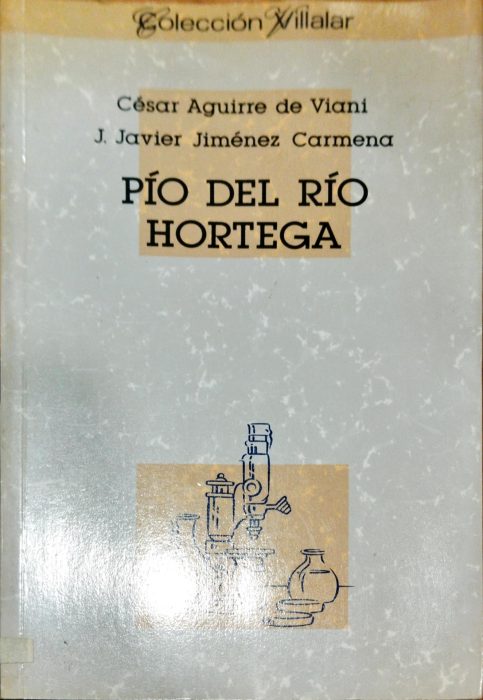 Colección Villalar
César Aguirre de Viani
J. Javier Jiménez Carmena
PÍO DEL RÍO
HORTEGA